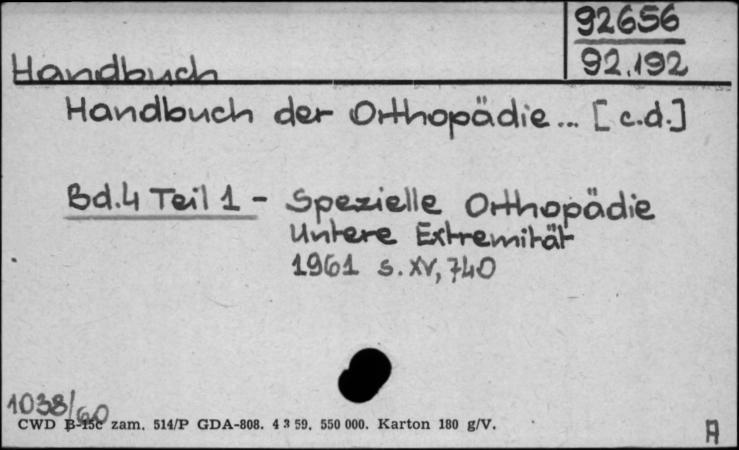 92656
92.192
Handbuch
Handbuch der Orthopädie... [c.d.]
Bd.4 Teil 1 - Spezielle Orthopädie
Untere Extremität
1961 s. XV, 740
1038/60
CWD B-15c zam. 514/P GDA-808. 4 3 59. 550 000. Karton 180 g/V.
A